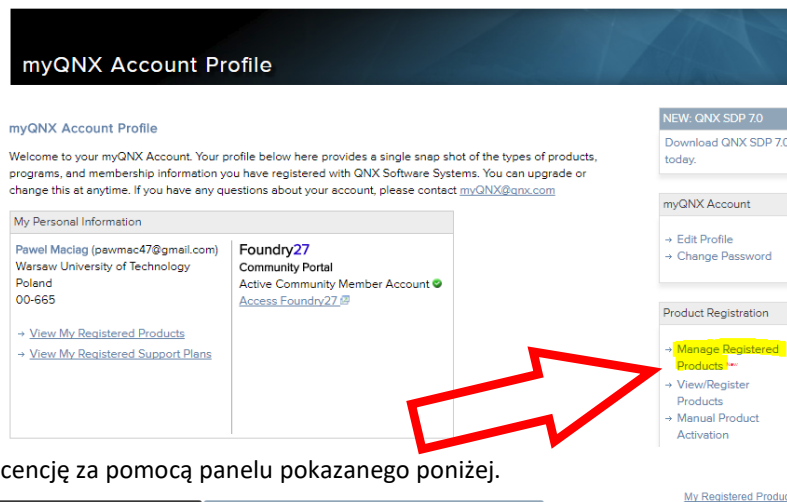 myQNX Account Profile
myQNX Account Profile
Welcome to your myQNX Account. Your profile below here provides a single snap shot of the types of products,
programs, and membership information you have registered with QNX Software Systems. You can upgrade or
change this at anytime. If you have any questions about your account, please contact myQNX@qnx.com
My Personal Information
Pawel Maciag (pawmac47@gmail.com)
Warsaw University of Technology
Poland
00-665
→ View My Registered Products
→ View My Registered Support Plans
Foundry27
Community Portal
Active Community Member Account
Access Foundry27
NEW: QNX SDP 7.0
Download QNX SDP 7.0
today.
myQNX Account
→ Edit Profile
→ Change Password
Product Registration
→ Manage Registered
Products
→ View/Register
Products
→ Manual Product
Activation
cencję za pomocą panelu pokazanego poniżej.
My Registered Produc